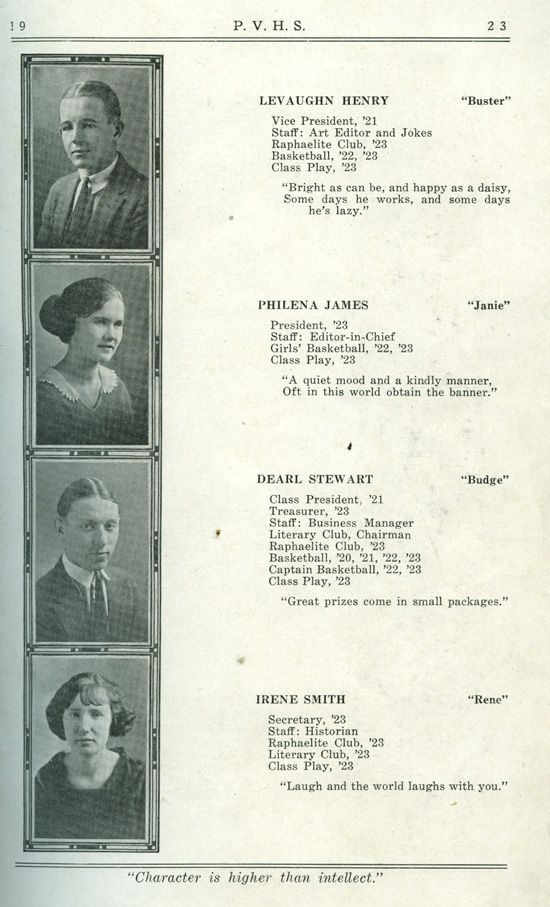 19 P. V. H. S. 23
LEVAUGHN HENRY "Buster"
Vice President, '21
Staff: Art Editor and Jokes
Raphaelite Club, '23
Basketball, '22, '23
Class Play, '23
"Bright as can be, and happy as a daisy,
Some days he works, and some days
he's lazy."
PHILENA JAMES "Janie"
President, '23
Staff: Editor-in-Chief
Girls' Basketball, '22, '23
Class Play, '23
"A quiet mood and a kindly manner,
Oft in this world obtain the banner."
DEARL STEWART "Budge"
Class President, '21
Treasurer, '23
Staff: Business Manager
Literary Club, Chairman
Raphaelite Club, '23
Basketball, '20, '21, '22, '23
Captain Basketball, '22, '23
Class Play, '23
"Great prizes come in small packages."
IRENE SMITH "Rene"
Secretary, '23
Staff: Historian
Raphaelite Club, '23
Literary Club, '23
Class Play, '23
"Laugh and the world laughs with you."
"Character is higher than intellect."